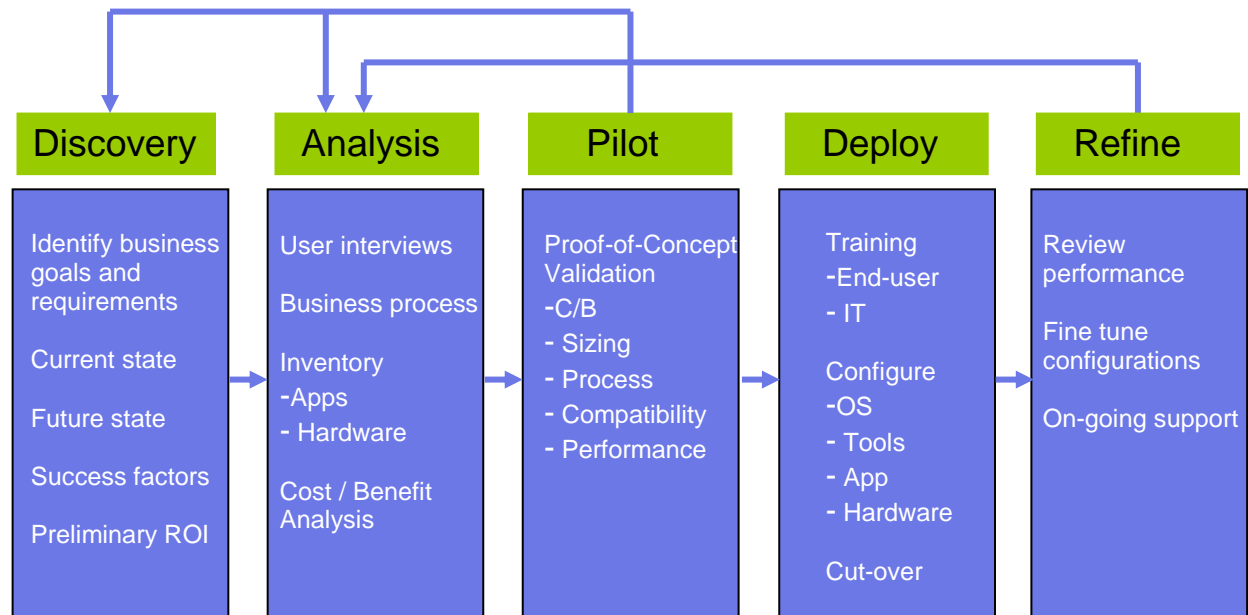 Discovery
Identify business
goals and
requirements
Current state
Future state
Success factors
Preliminary ROI
Analysis
User interviews
Business process
Inventory
-Apps
- Hardware
Cost / Benefit
Analysis
Pilot
Proof-of-Concept
Validation
-C/B
- Sizing
- Process
- Compatibility
- Performance
Deploy
Training
-End-user
- IT
Configure
-OS
- Tools
- App
- Hardware
Cut-over
Refine
Review
performance
Fine tune
configurations
On-going support